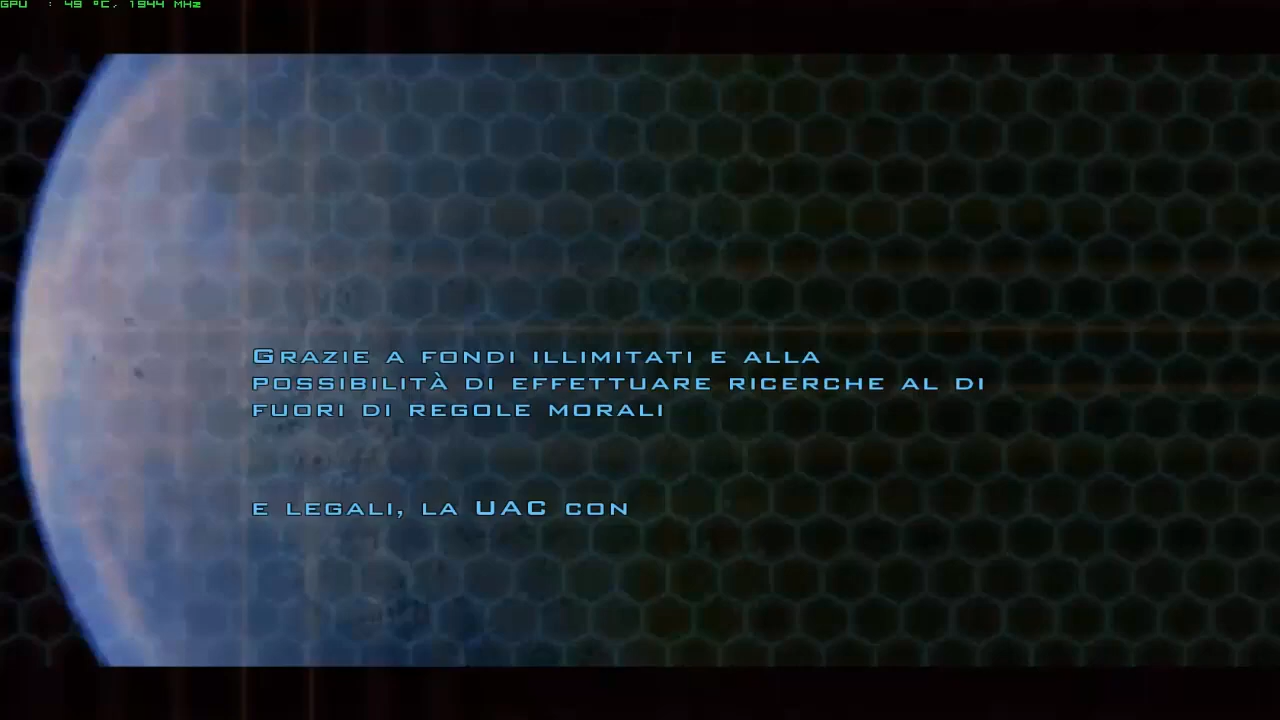 GPU : 49 °C, 1944 MHz
Grazie a fondi illimitati e alla
possibilità di effettuare ricerche al di
fuori di regole morali
e legali, la UAC con